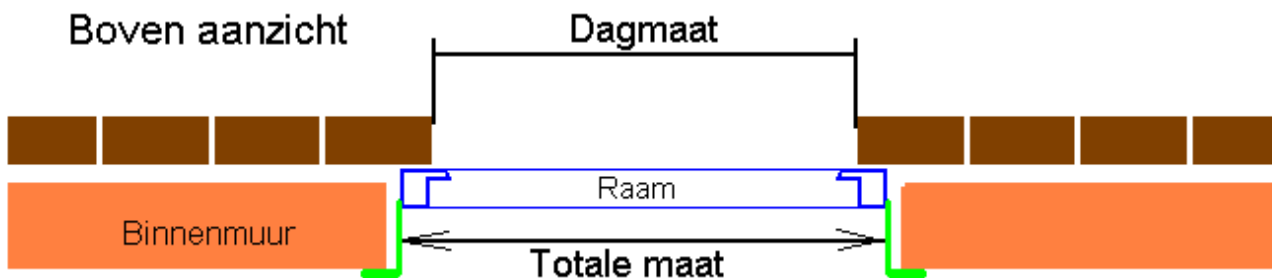 Boven aanzicht
Dagmaat
Raam
Binnenmuur
Totale maat